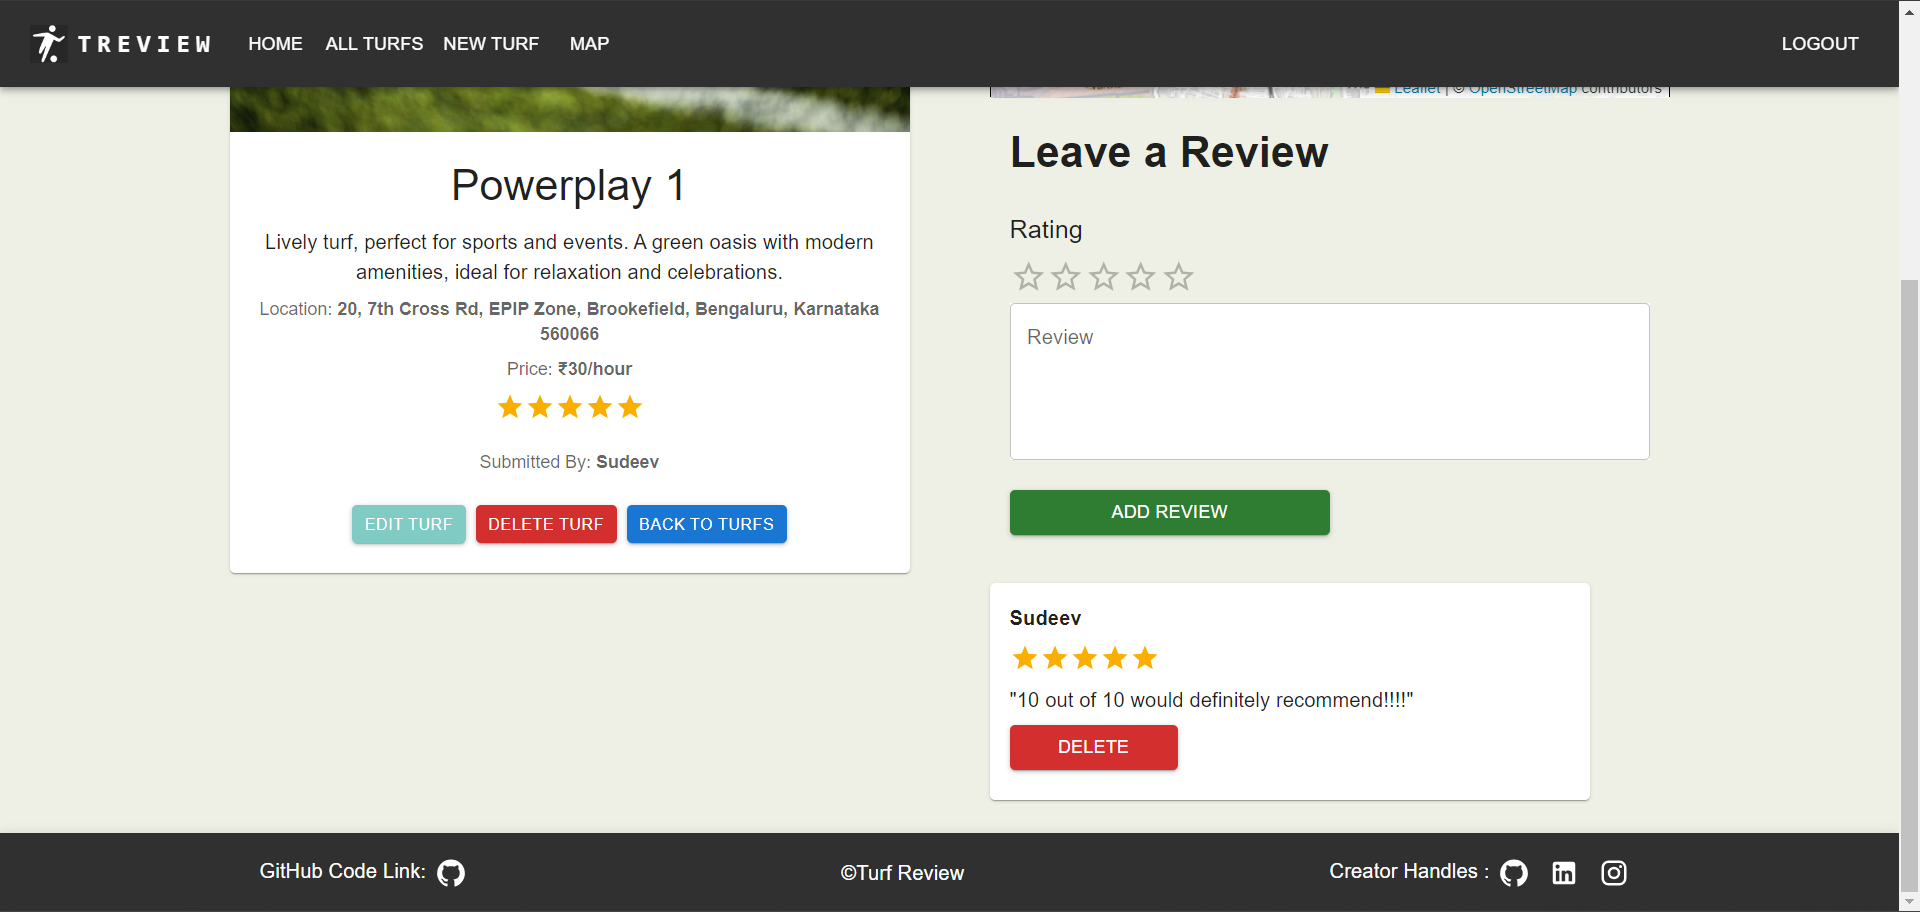 TREVIEW
HOME
ALL TURFS
NEW TURF
MAP
LOGOUT
Leaflet | © OpenStreetMap contributors
Powerplay 1
Lively turf, perfect for sports and events. A green oasis with modern
amenities, ideal for relaxation and celebrations.
Location: 20, 7th Cross Rd, EPIP Zone, Brookefield, Bengaluru, Karnataka
560066
Price: ₹30/hour
Submitted By: Sudeev
EDIT TURF
DELETE TURF
BACK TO TURFS
Leave a Review
Rating
Review
ADD REVIEW
Sudeev
"10 out of 10 would definitely recommend!!!!"
DELETE
GitHub Code Link:
©Turf Review
Creator Handles :